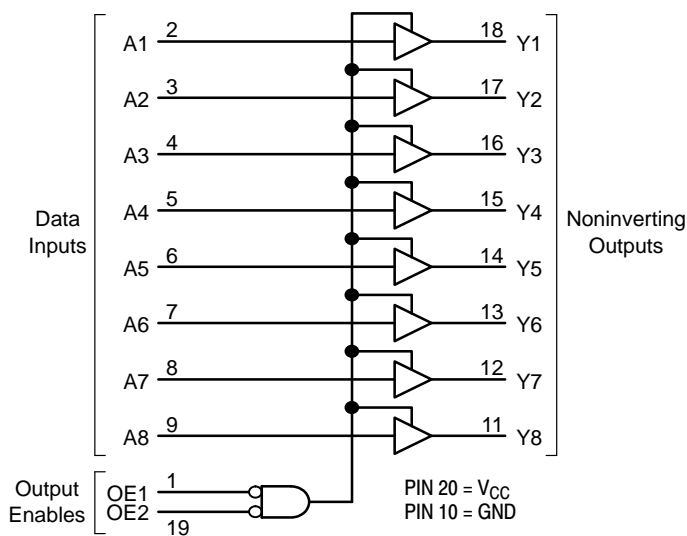 A1 2 18 Y1
A2 3 17 Y2
A3 4 16 Y3
A4 5 15 Y4
Data
Inputs
Noninverting
Outputs
A5 6 14 Y5
A6 7 13 Y6
A7 8 12 Y7
A8 9 11 Y8
Output
Enables
OE1 1
OE2 19
PIN 20 = VCC
PIN 10 = GND